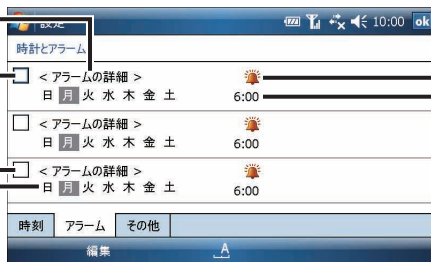 設定 10:00 ok
時計とアラーム
< アラームの詳細 >
日 月 火 水 木 金 土 6:00
< アラームの詳細 >
日 月 火 水 木 金 土 6:00
< アラームの詳細 >
日 月 火 水 木 金 土 6:00
時刻 アラーム その他
編集 A